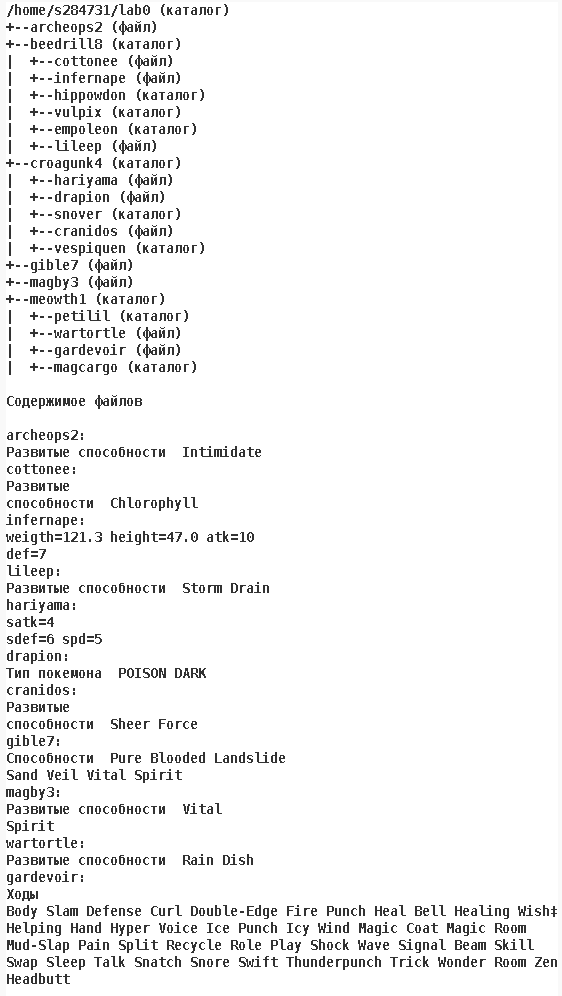 /home/s284731/lab0 (каталог)
+--archeops2 (файл)
+--beedrill8 (каталог)
|  +--cottonee (файл)
|  +--infernape (файл)
|  +--hippowdon (каталог)
|  +--vulpix (каталог)
|  +--empoleon (каталог)
|  +--lileep (файл)
+--croagunk4 (каталог)
|  +--hariyama (файл)
|  +--drapion (файл)
|  +--snover (каталог)
|  +--cranidos (файл)
|  +--vespiquen (каталог)
+--gible7 (файл)
+--magby3 (файл)
+--meowth1 (каталог)
|  +--petilil (каталог)
|  +--wartortle (файл)
|  +--gardevoir (файл)
|  +--magcargo (каталог)
Содержимое файлов
archeops2:
Развитые способности  Intimidate
cottonee:
Развитые
способности  Chlorophyll
infernape:
weigth=121.3 height=47.0 atk=10
def=7
lileep:
Развитые способности  Storm Drain
hariyama:
satk=4
sdef=6 spd=5
drapion:
Тип покемона  POISON DARK
cranidos:
Развитые
способности  Sheer Force
gible7:
Способности  Pure Blooded Landslide
Sand Veil Vital Spirit
magby3:
Развитые способности  Vital
Spirit
wartortle:
Развитые способности  Rain Dish
gardevoir:
Ходы
Body Slam Defense Curl Double-Edge Fire Punch Heal Bell Healing Wish‡
Helping Hand Hyper Voice Ice Punch Icy Wind Magic Coat Magic Room
Mud-Slap Pain Split Recycle Role Play Shock Wave Signal Beam Skill
Swap Sleep Talk Snatch Snore Swift Thunderpunch Trick Wonder Room Zen
Headbutt